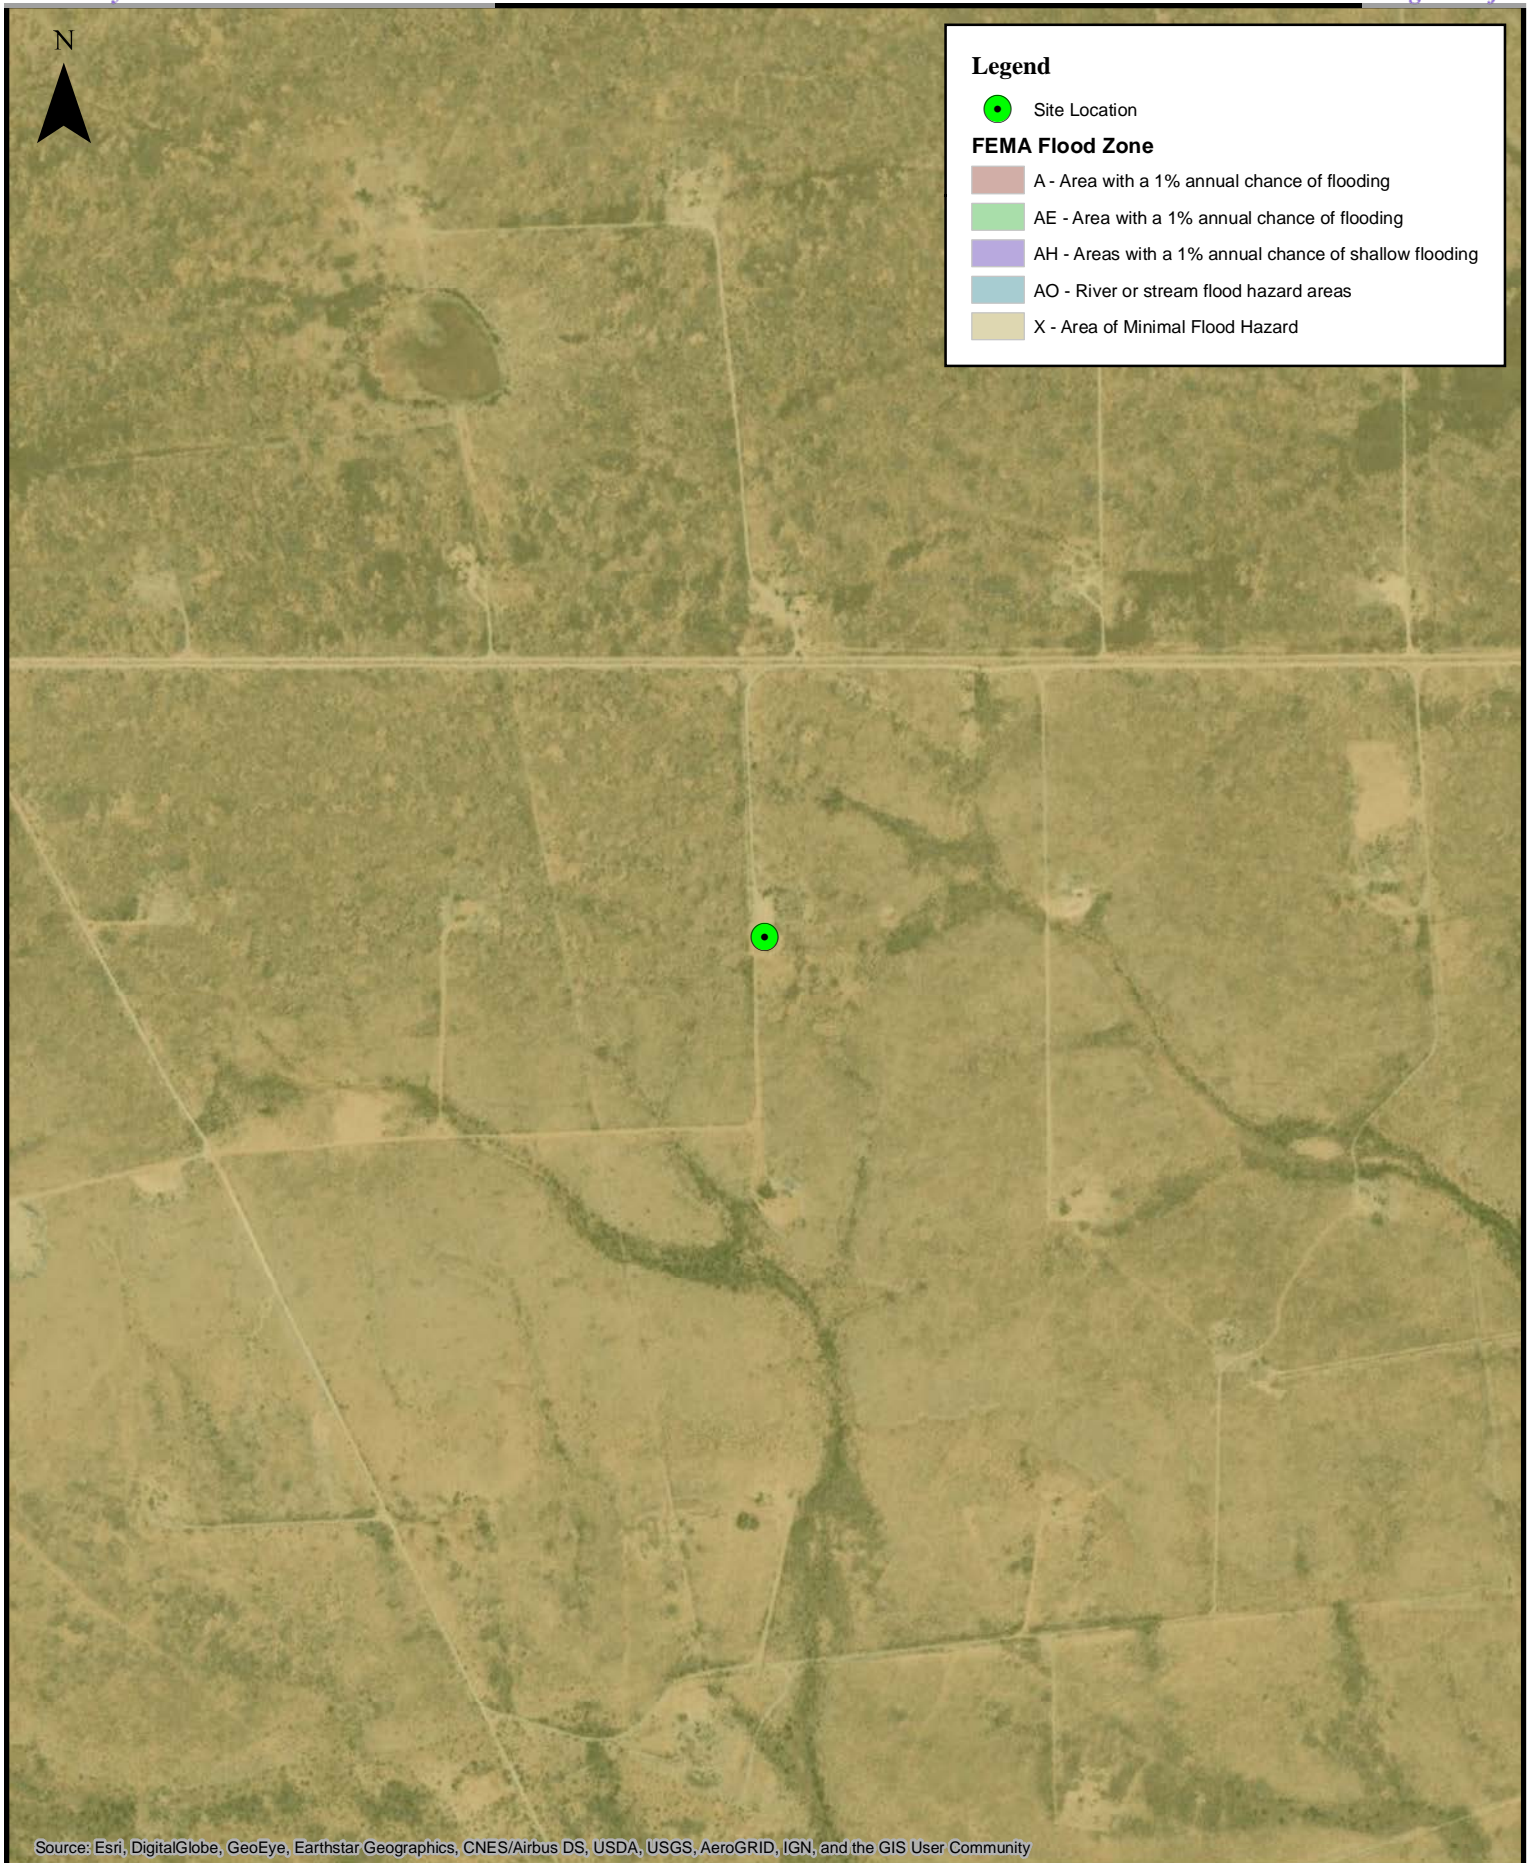 N
Legend
Site Location
FEMA Flood Zone
A - Area with a 1% annual chance of flooding
AE - Area with a 1% annual chance of flooding
AH - Areas with a 1% annual chance of shallow flooding
AO - River or stream flood hazard areas
X - Area of Minimal Flood Hazard
Source: Esri, DigitalGlobe, GeoEye, Earthstar Geographics, CNES/Airbus DS, USDA, USGS, AeroGRID, IGN, and the GIS User Community